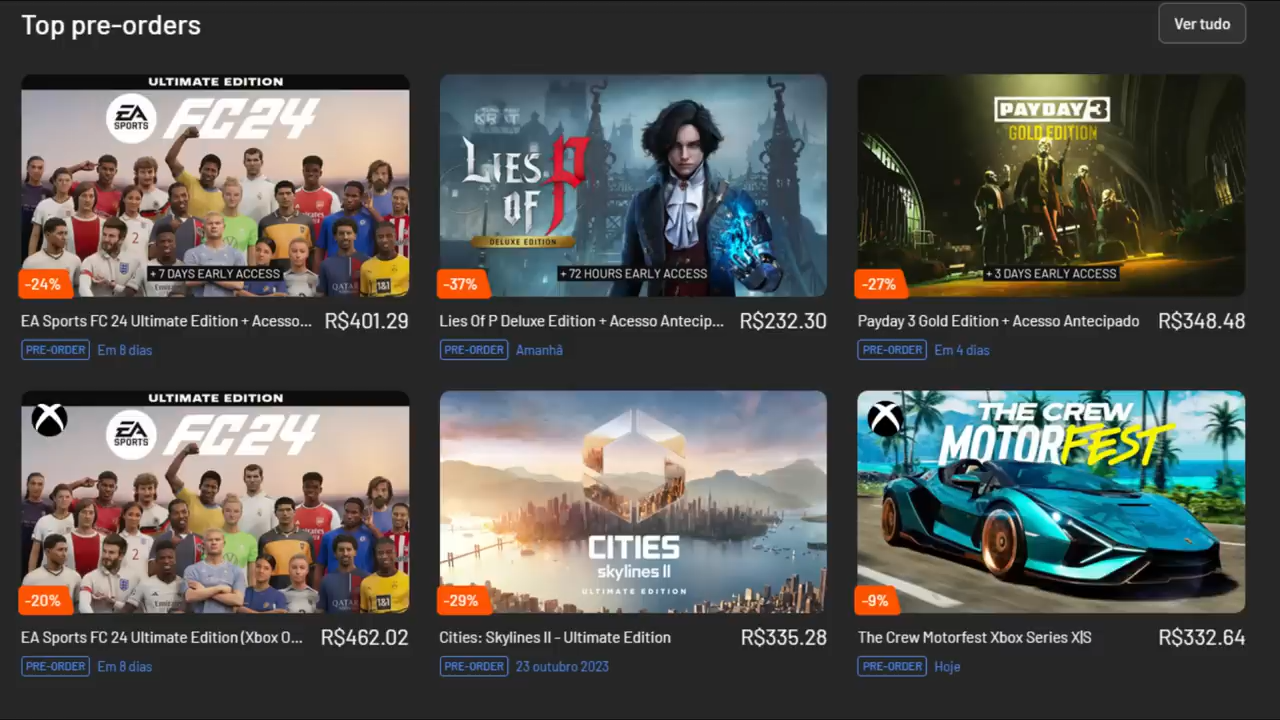 Top pre-orders
Ver tudo
ULTIMATE EDITION
EA SPORTS FC24
+ 7 DAYS EARLY ACCESS
-24%
EA Sports FC 24 Ultimate Edition + Acesso... R$401.29
PRE-ORDER Em 8 dias
LIES OF P
DELUXE EDITION
+ 72 HOURS EARLY ACCESS
-37%
Lies Of P Deluxe Edition + Acesso Antecip... R$232.30
PRE-ORDER Amanhã
PAYDAY 3
GOLD EDITION
+ 3 DAYS EARLY ACCESS
-27%
Payday 3 Gold Edition + Acesso Antecipado R$348.48
PRE-ORDER Em 4 dias
ULTIMATE EDITION
EA SPORTS FC24
-20%
EA Sports FC 24 Ultimate Edition (Xbox O... R$462.02
PRE-ORDER Em 8 dias
CITIES
skylines II
ULTIMATE EDITION
-29%
Cities: Skylines II - Ultimate Edition R$335.28
PRE-ORDER 23 outubro 2023
THE CREW
MOTORFEST
-9%
The Crew Motorfest Xbox Series X|S R$332.64
PRE-ORDER Hoje